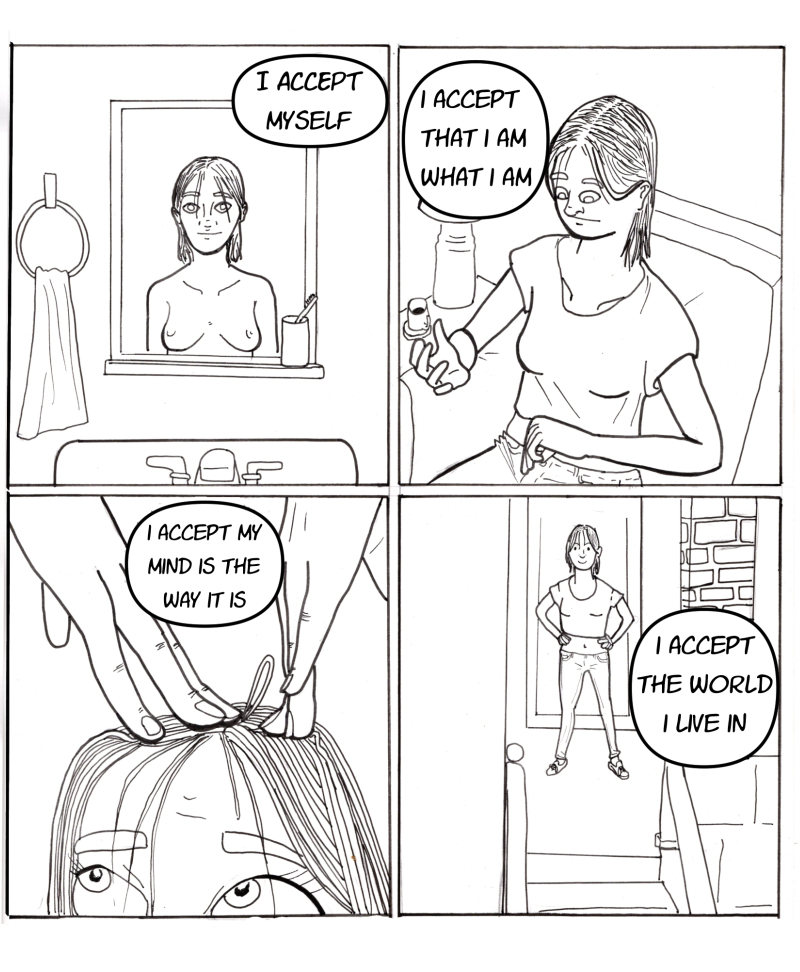 I ACCEPT
MYSELF
I ACCEPT
THAT I AM
WHAT I AM
I ACCEPT MY
MIND IS THE
WAY IT IS
I ACCEPT
THE WORLD
I LIVE IN